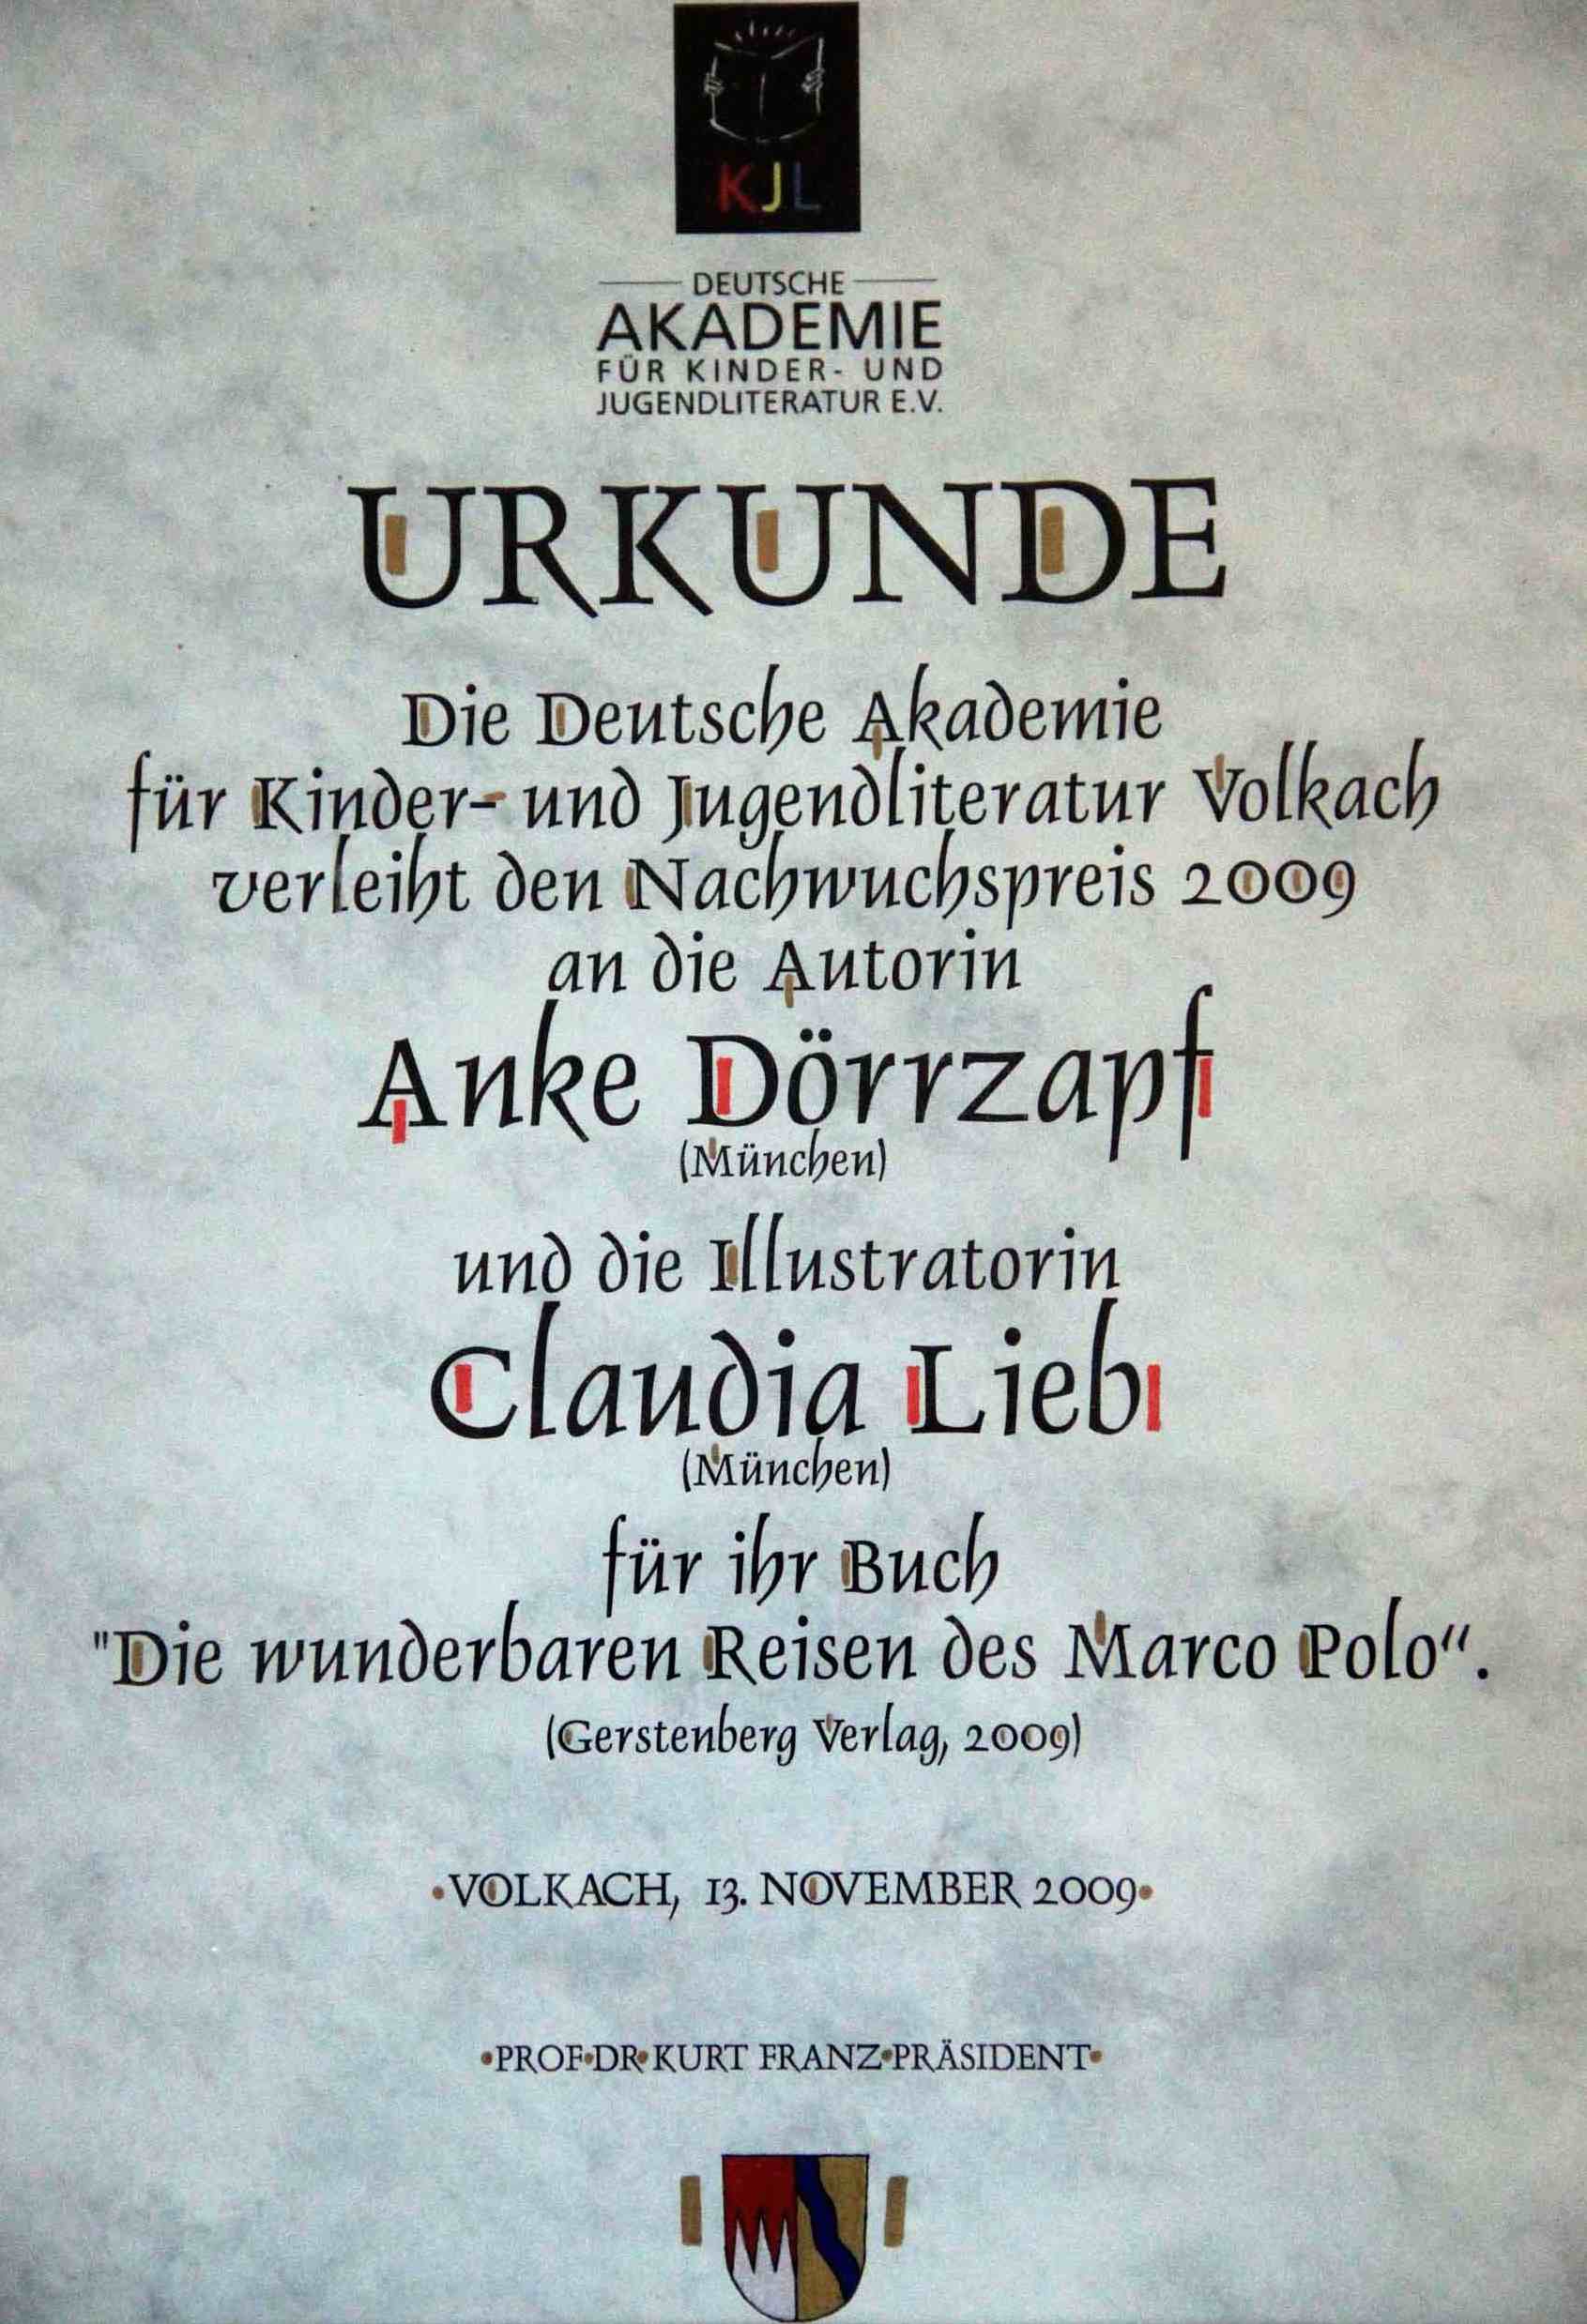 KJL
DEUTSCHE
AKADEMIE
FÜR KINDER- UND
JUGENDLITERATUR E.V.
URKUNDE
Die Deutsche Akademie
für Kinder- und Jugendliteratur Volkach
verleiht den Nachwuchspreis 2009
an die Autorin
Anke Dörrzapf
(München)
und die Illustratorin
Claudia Lieb
(München)
für ihr Buch
"Die wunderbaren Reisen des Marco Polo“.
(Gerstenberg Verlag, 2009)
•VOLKACH, 13. NOVEMBER 2009•
•PROF•DR•KURT FRANZ•PRÄSIDENT•